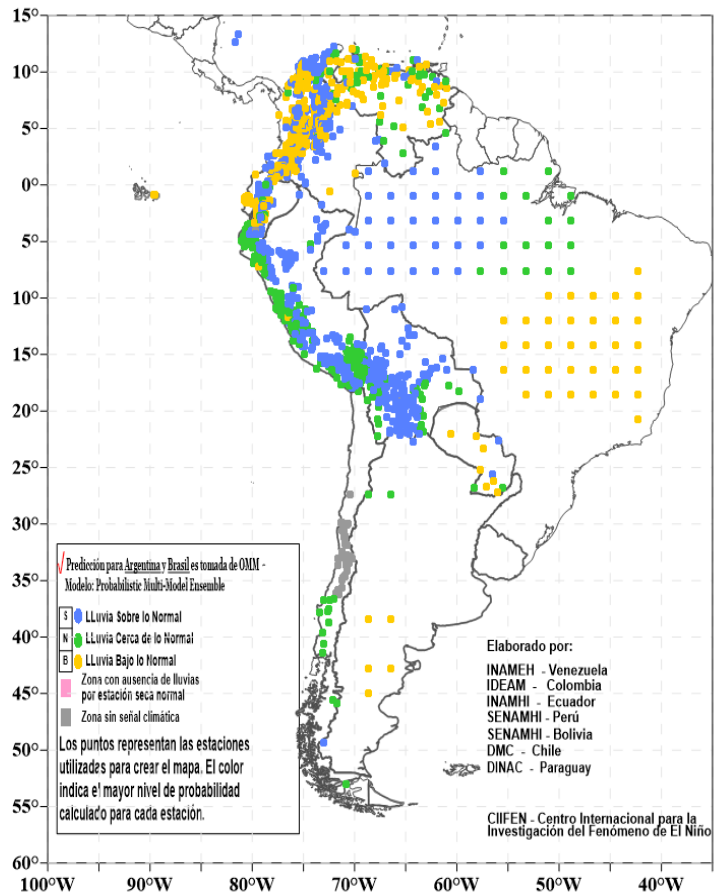 15°
10°
5°
0°
5°
10°
15°
20°
25°
30°
35°
40°
45°
50°
55°
60°
√ Predicción para Argentina y Brasil es tomada de OMM -
Modelo: Probabilistic Multi-Model Ensemble
S LLuvia Sobre lo Normal
N LLuvia Cerca de lo Normal
B LLuvia Bajo lo Normal
Zona con ausencia de lluvias
por estación seca normal
Zona sin señal climática
Los puntos representan las estaciones
utilizadas para crear el mapa. El color
indica el mayor nivel de probabilidad
calculado para cada estación.
Elaborado por:
INAMEH - Venezuela
IDEAM - Colombia
INAMHI - Ecuador
SENAMHI - Perú
SENAMHI - Bolivia
DMC - Chile
DINAC - Paraguay
CIIFEN - Centro Internacional para la
Investigación del Fenómeno de El Niño
100°W 90°W 80°W 70°W 60°W 50°W 40°W